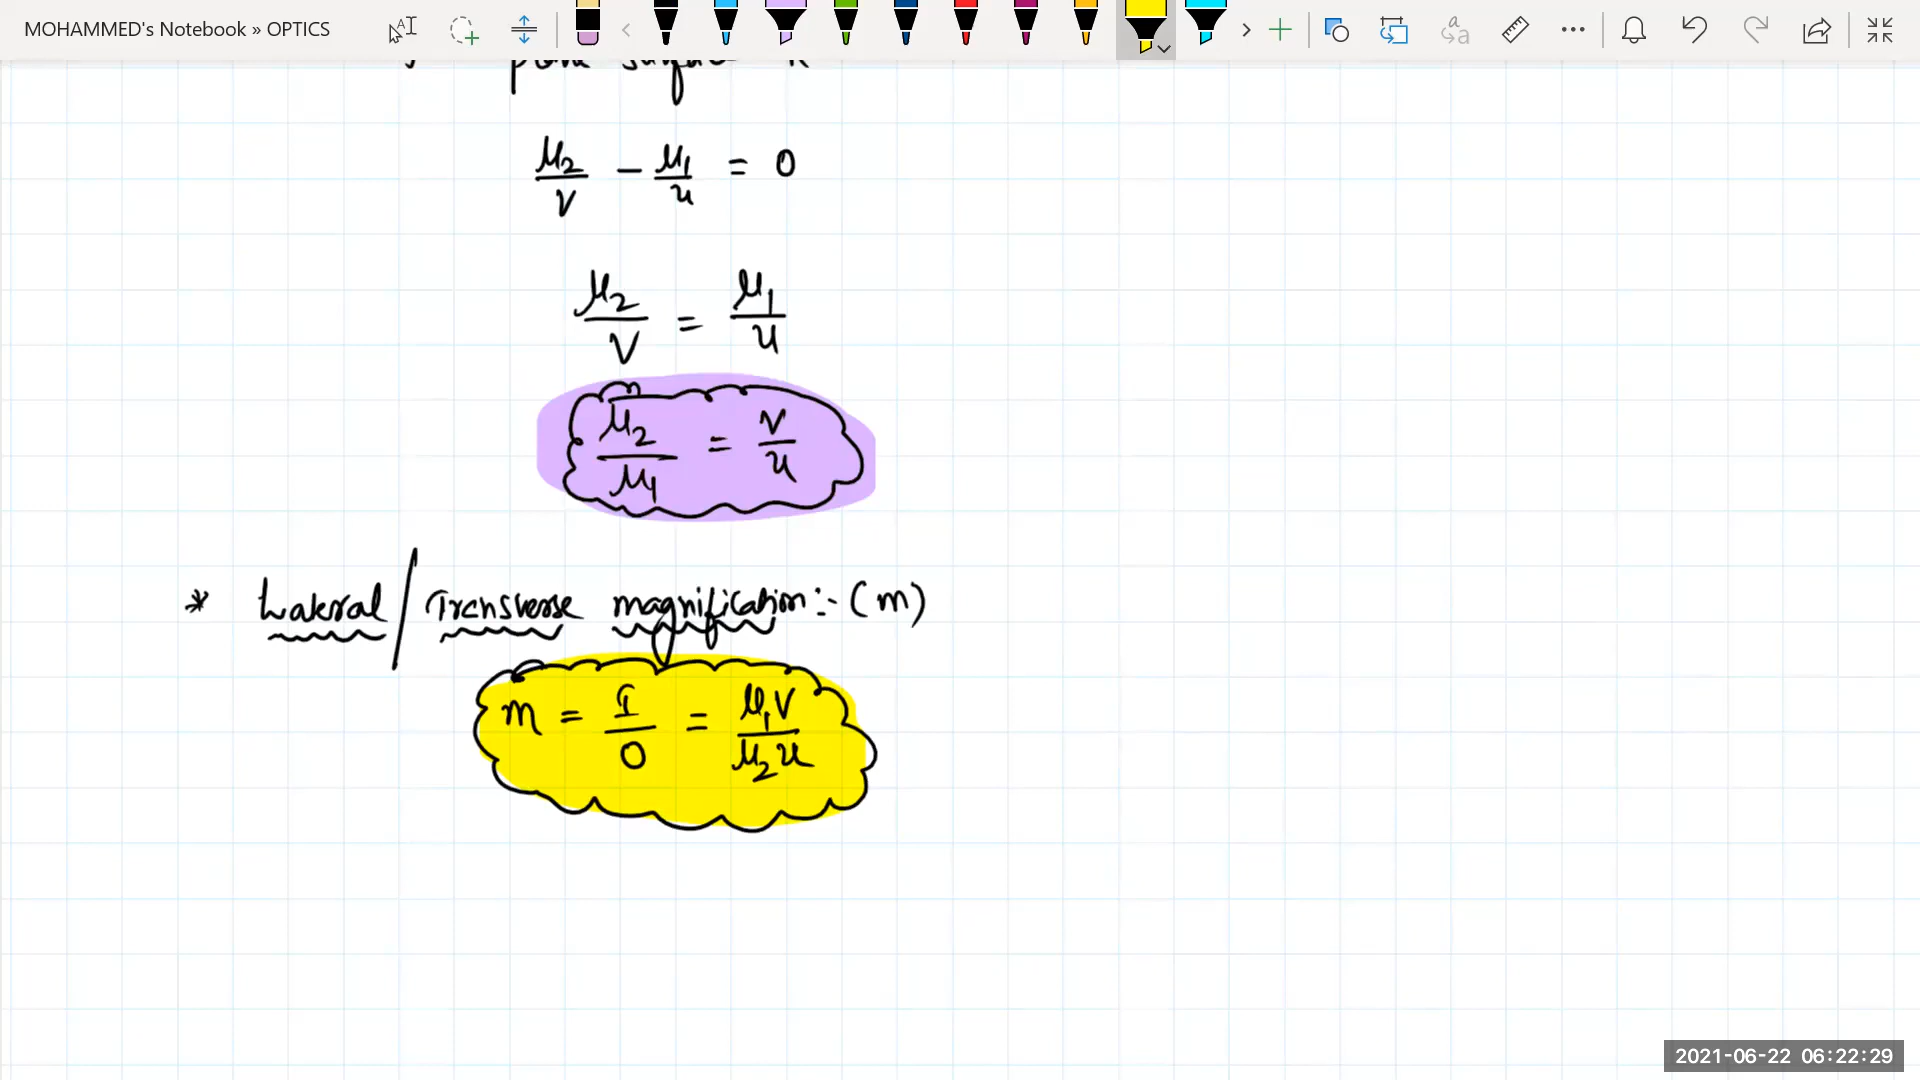 MOHAMMED's Notebook » OPTICS
μ₂/v − μ₁/u = 0
μ₂/v = μ₁/u
μ₂/μ₁ = v/u
* Lateral / Transverse magnification:- (m)
m = I/O = μ₁v/μ₂u
2021-06-22 06:22:29